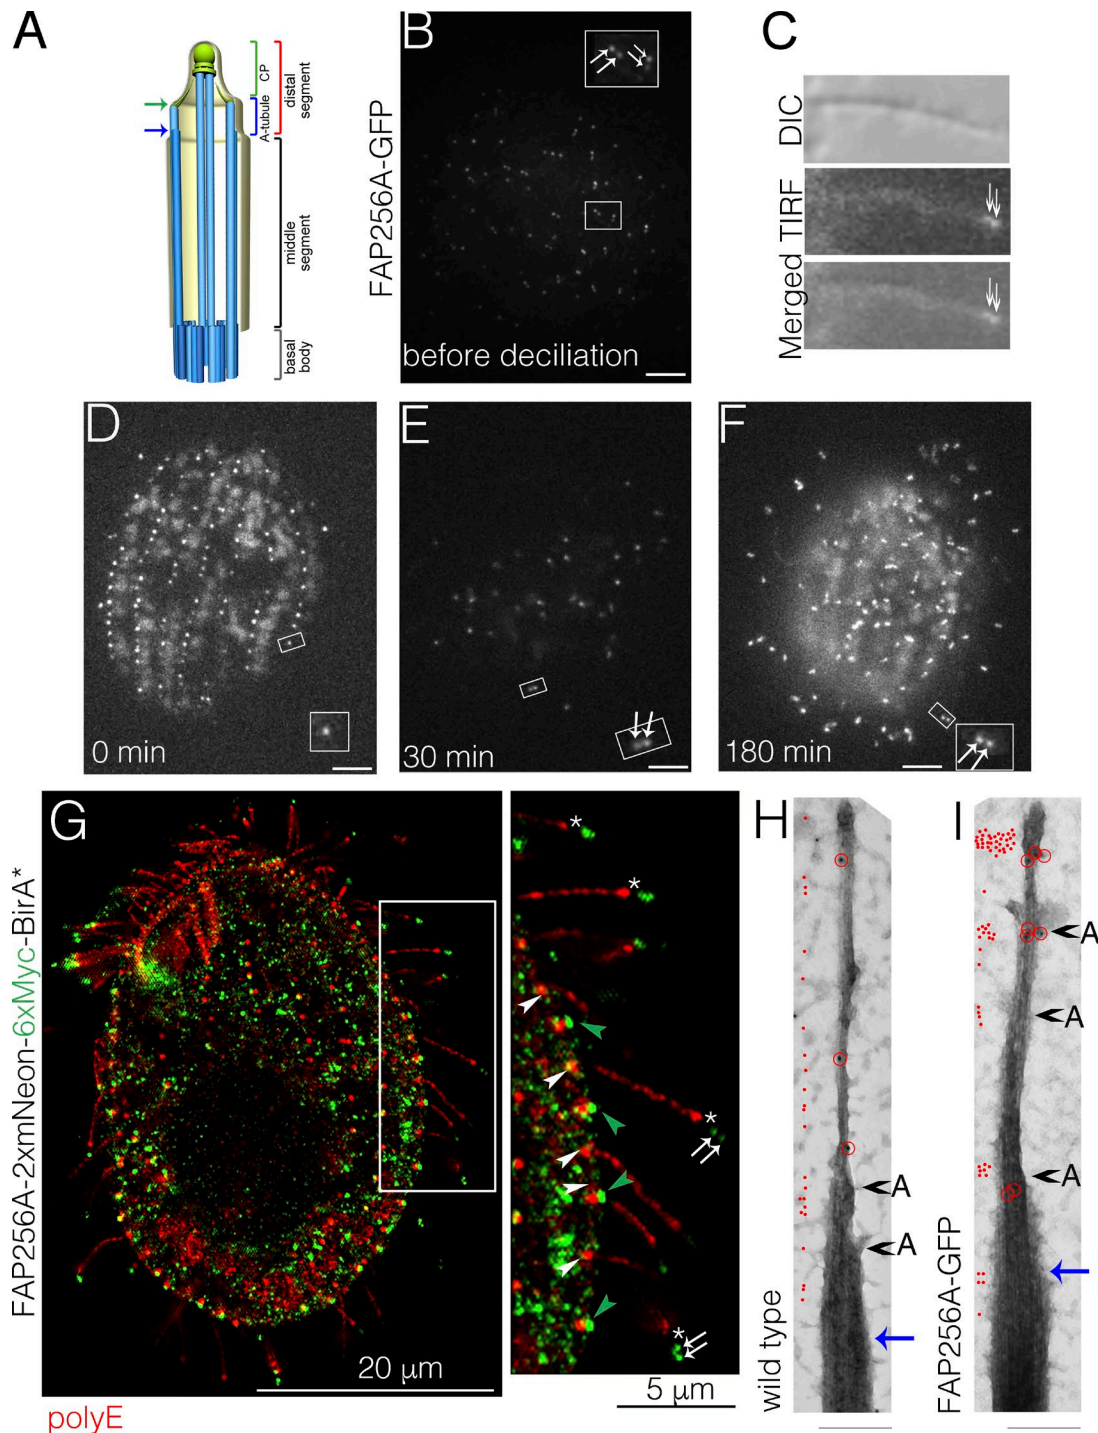 A
CP
A-tubule
distal
segment
middle
segment
basal
body
B
FAP256A-GFP
before deciliation
C
DIC
TIRF
Merged
D
0 min
E
30 min
F
180 min
G
FAP256A-2xmNeon-6xMyc-BirA*
20 µm
polyE
*
*
*
*
5 µm
H
A
A
wild type
I
A
A
A
FAP256A-GFP